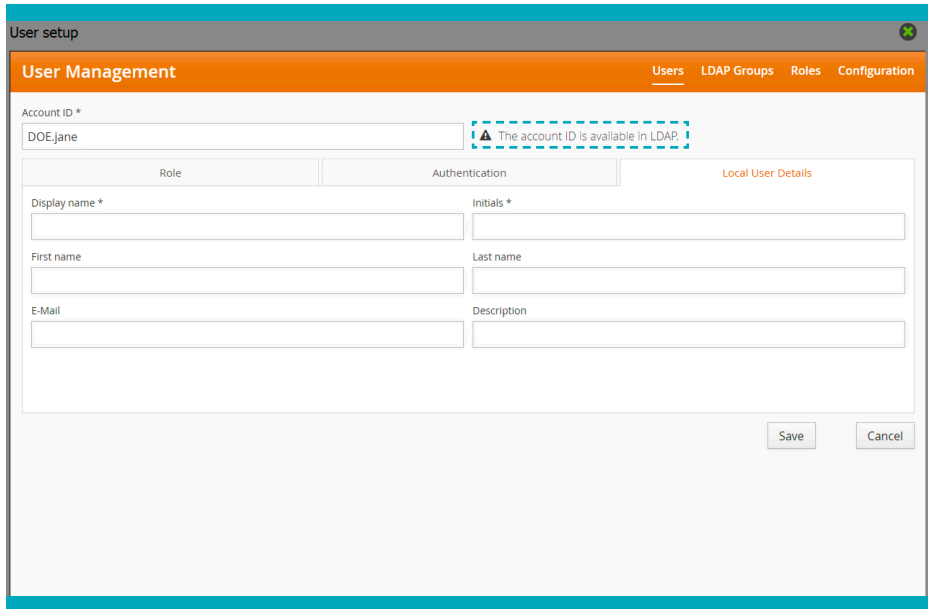 User setup
User Management
Users LDAP Groups Roles Configuration
Account ID *
DOE.jane
The account ID is available in LDAP.
Role Authentication Local User Details
Display name * Initials *
First name Last name
E-Mail Description
Save Cancel